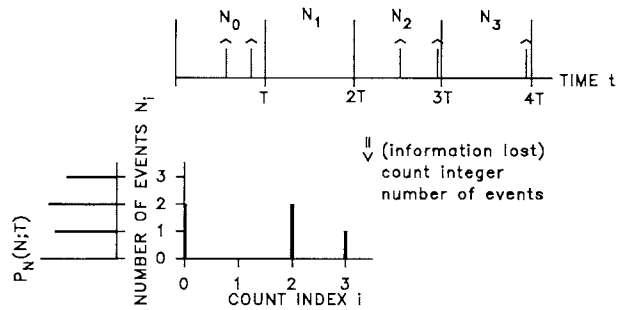 N0 N1 N2 N3
T 2T 3T 4T TIME t
(information lost)
count integer
number of events
PN(N;T)
NUMBER OF EVENTS Ni
3
2
1
0
0 1 2 3
COUNT INDEX i